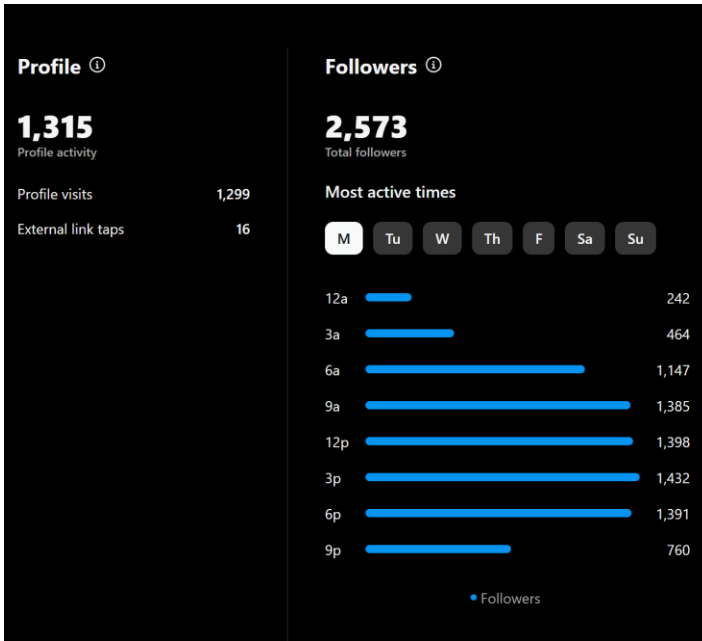 Profile
1,315
Profile activity
Profile visits 1,299
External link taps 16
Followers
2,573
Total followers
Most active times
M Tu W Th F Sa Su
12a 242
3a 464
6a 1,147
9a 1,385
12p 1,398
3p 1,432
6p 1,391
9p 760
Followers